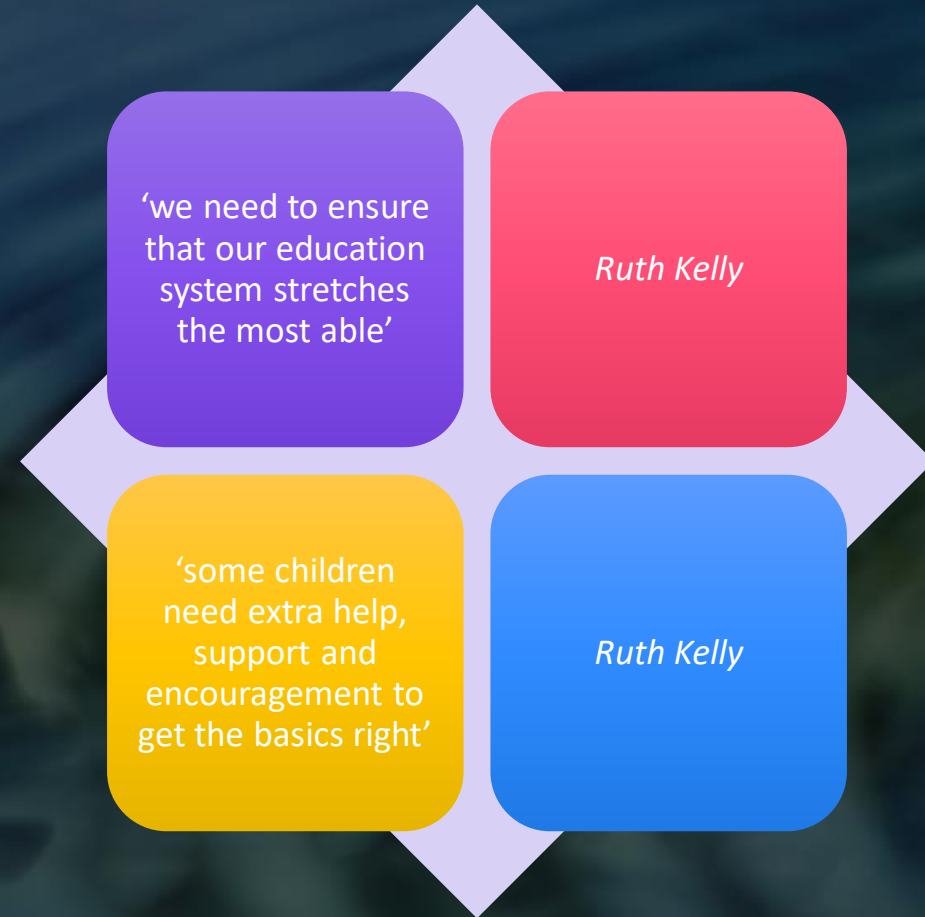 ‘we need to ensure
that our education
system stretches
the most able’
Ruth Kelly
‘some children
need extra help,
support and
encouragement to
get the basics right’
Ruth Kelly